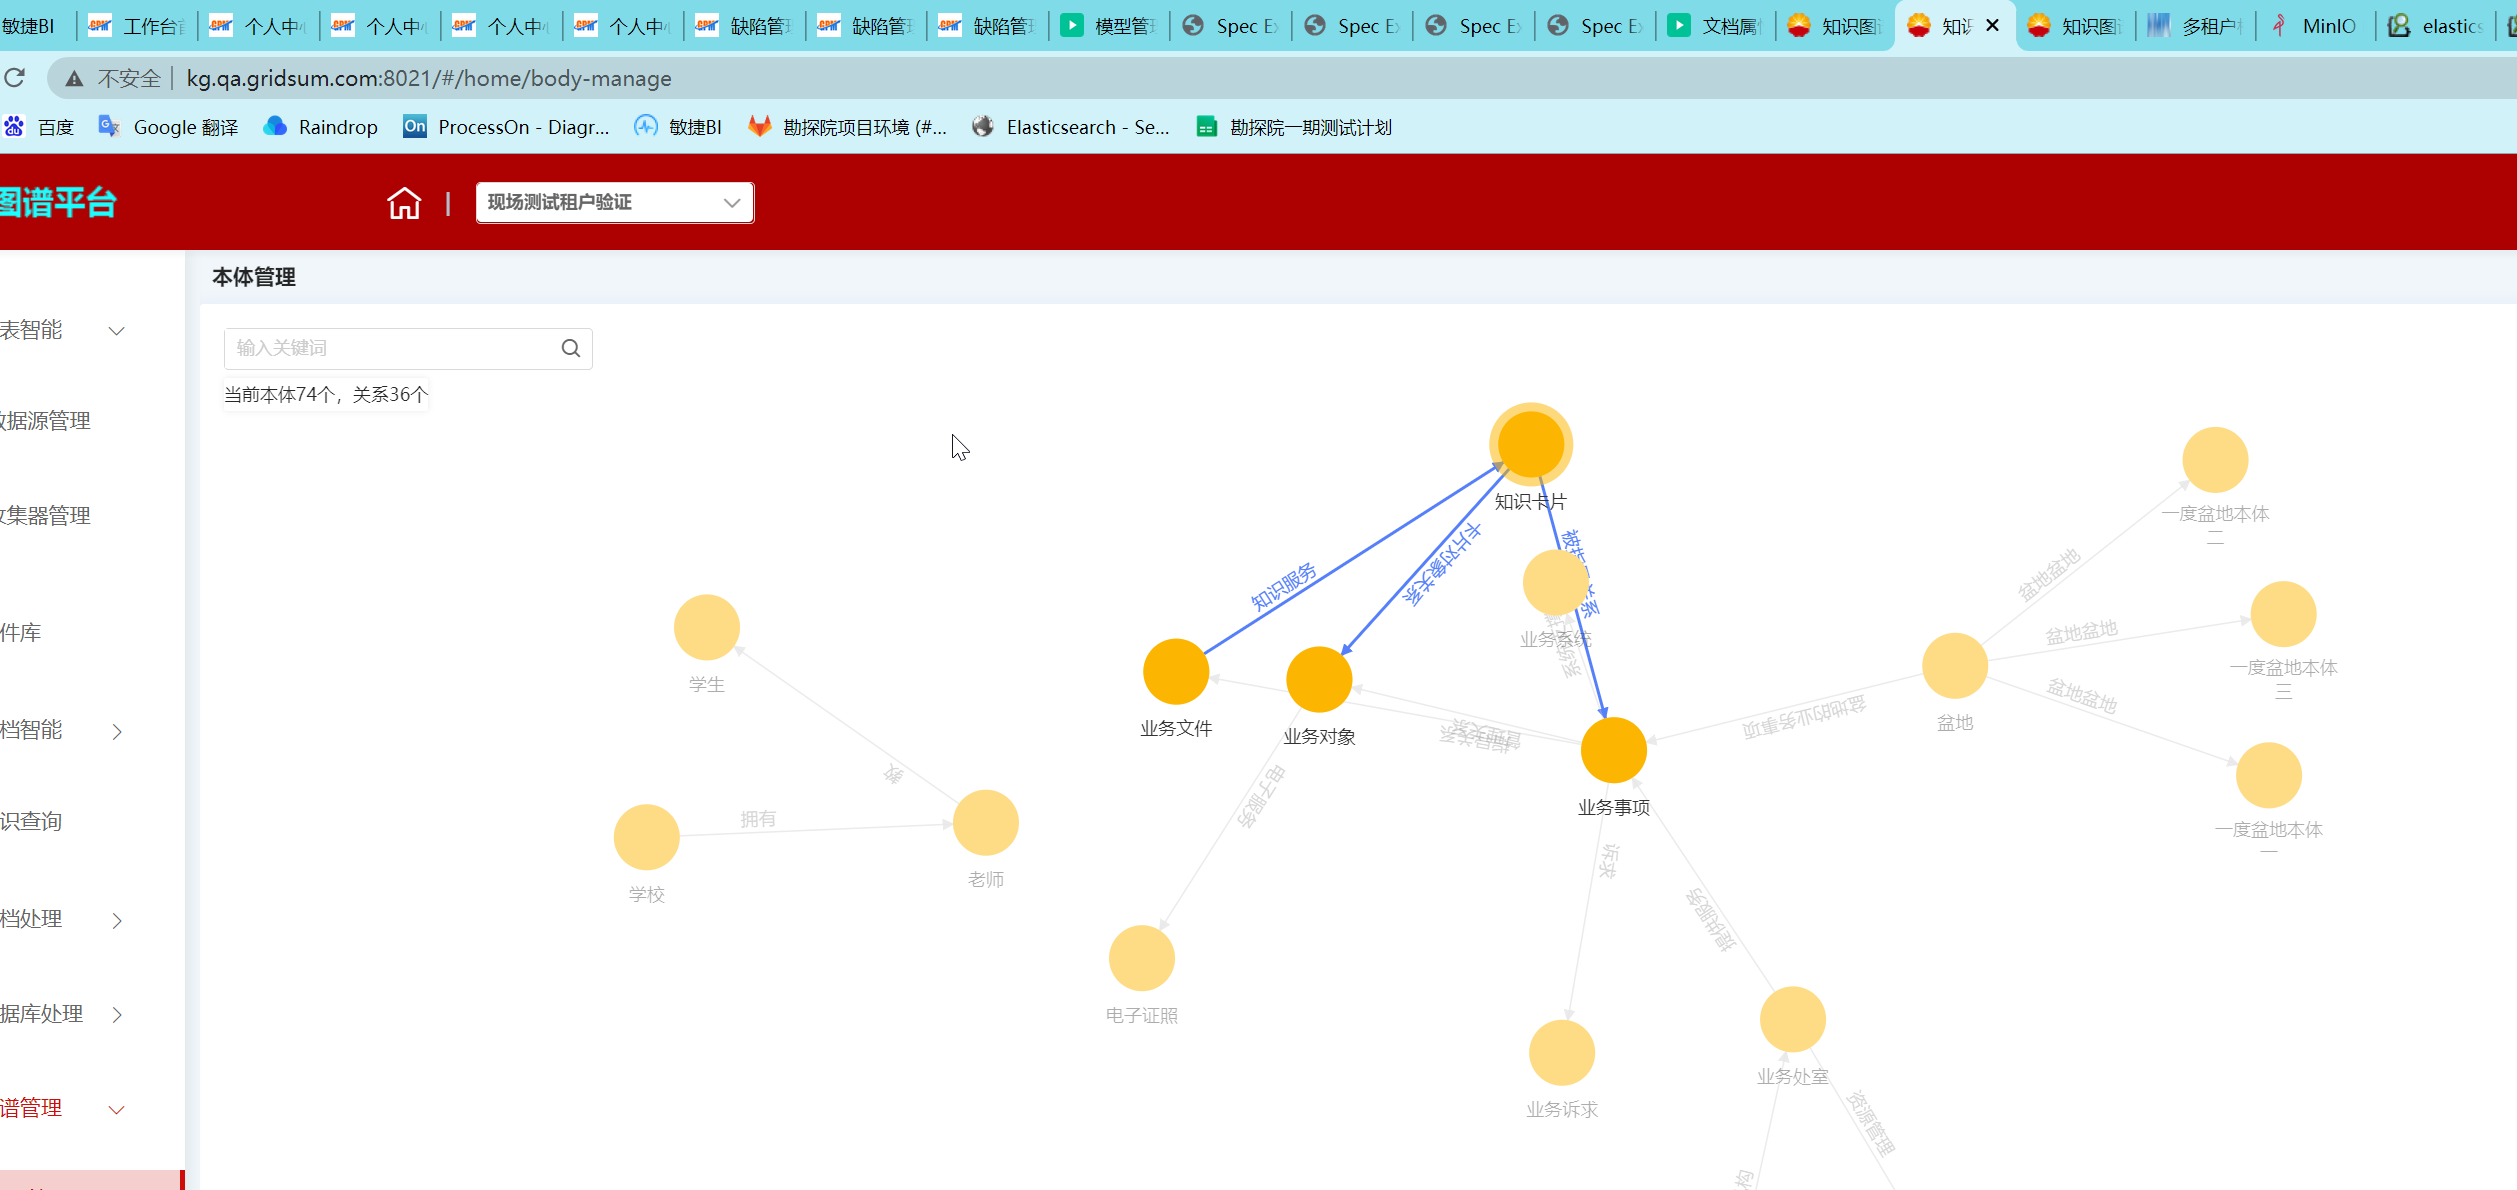 敏捷BI
工作台
个人中
个人中
个人中
个人中
缺陷管
缺陷管
缺陷管
模型管
Spec E
Spec E
Spec E
Spec E
文档属
知识图
知识
知识图
多租户
MinIO
elastics
不安全
kg.qa.gridsum.com:8021/#/home/body-manage
百度
Google 翻译
Raindrop
ProcessOn - Diagr...
敏捷BI
勘探院项目环境 (#...
Elasticsearch - Se...
勘探院一期测试计划
图谱平台
现场测试租户验证
本体管理
表智能
据源管理
集器管理
件库
档智能
识查询
档处理
据库处理
谱管理
输入关键词
当前本体74个，关系36个
知识卡片
知识服务
卡片对象关系
业务系统
业务文件
业务对象
业务事项
学生
教
学校
拥有
老师
电子服务
电子证照
诉求
业务诉求
提供服务
业务处室
资源管理
构
盆地的业务事项
盆地
盆地盆地
盆地盆地
盆地盆地
一度盆地本体
二
一度盆地本体
三
一度盆地本体
一